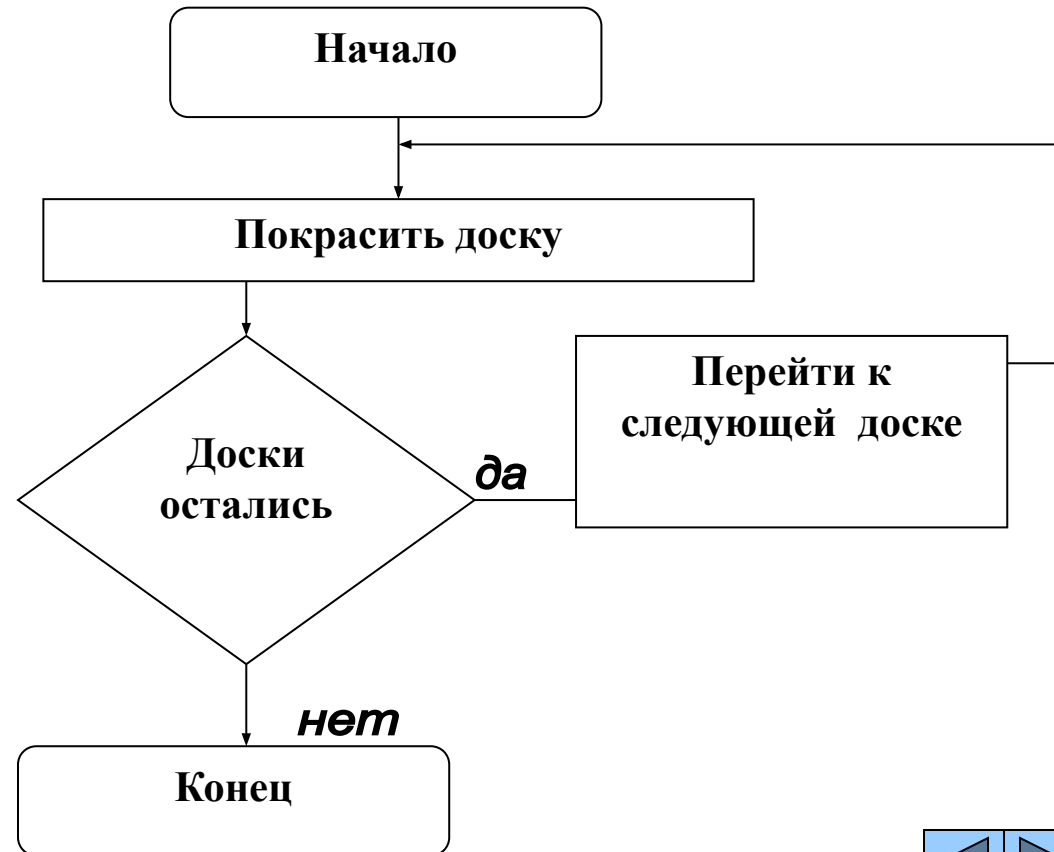 Начало
Покрасить доску
Доски
остались
да
Перейти к
следующей доске
нет
Конец